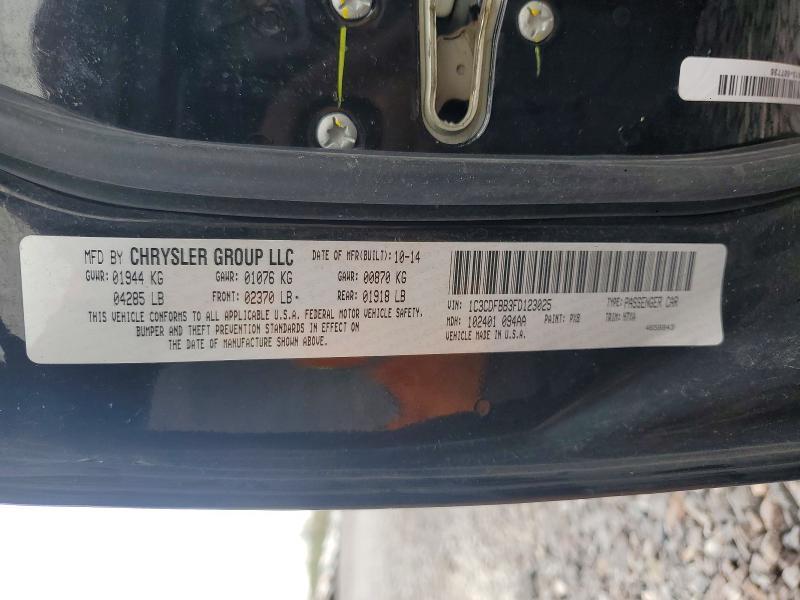 MFD BY CHRYSLER GROUP LLC DATE OF MFR(BUILT): 10-14
GVWR: 01944 KG GAWR: 01076 KG GAWR: 00870 KG
04285 LB FRONT: 02370 LB REAR: 01918 LB
THIS VEHICLE CONFORMS TO ALL APPLICABLE U.S.A. FEDERAL MOTOR VEHICLE SAFETY,
BUMPER AND THEFT PREVENTION STANDARDS IN EFFECT ON
THE DATE OF MANUFACTURE SHOWN ABOVE.
VIN: 1C3CDFBB3FD123025 TYPE: PASSENGER CAR
MDH: 102401 094AA PAINT: PXB TRIM: H7XA
VEHICLE MADE IN U.S.A.